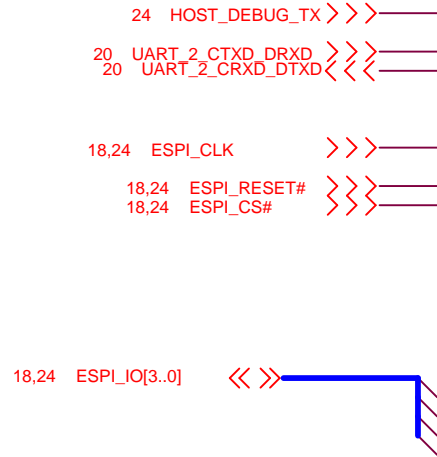 24 HOST_DEBUG_TX
20 UART_2_CTXD_DRXD
20 UART_2_CRXD_DTXD
18,24 ESPI_CLK
18,24 ESPI_RESET#
18,24 ESPI_CS#
18,24 ESPI_IO[3..0]